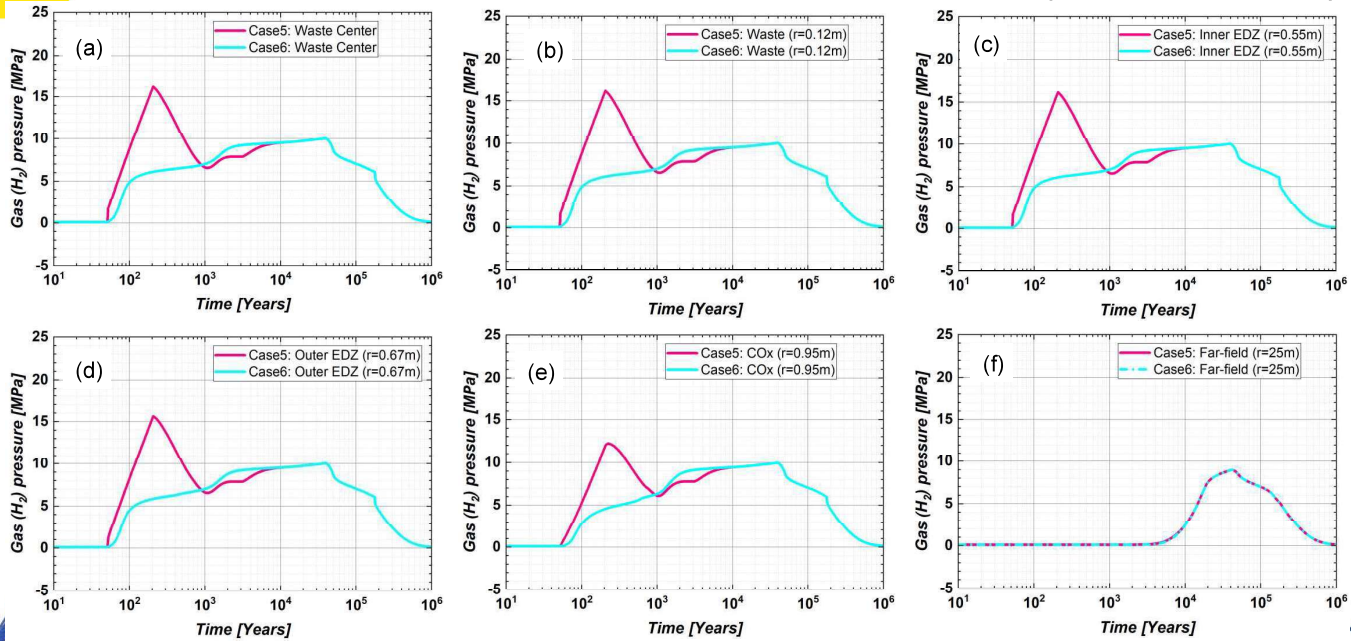 (a)
Case5: Waste Center
Case6: Waste Center
Gas (H2) pressure [MPa]
25
20
15
10
5
0
-5
10^1 10^2 10^3 10^4 10^5 10^6
Time [Years]
(b)
Case5: Waste (r=0.12m)
Case6: Waste (r=0.12m)
Gas (H2) pressure [MPa]
25
20
15
10
5
0
-5
10^1 10^2 10^3 10^4 10^5 10^6
Time [Years]
(c)
Case5: Inner EDZ (r=0.55m)
Case6: Inner EDZ (r=0.55m)
Gas (H2) pressure [MPa]
25
20
15
10
5
0
-5
10^1 10^2 10^3 10^4 10^5 10^6
Time [Years]
(d)
Case5: Outer EDZ (r=0.67m)
Case6: Outer EDZ (r=0.67m)
Gas (H2) pressure [MPa]
25
20
15
10
5
0
-5
10^1 10^2 10^3 10^4 10^5 10^6
Time [Years]
(e)
Case5: COx (r=0.95m)
Case6: COx (r=0.95m)
Gas (H2) pressure [MPa]
25
20
15
10
5
0
-5
10^1 10^2 10^3 10^4 10^5 10^6
Time [Years]
(f)
Case5: Far-field (r=25m)
Case6: Far-field (r=25m)
Gas (H2) pressure [MPa]
25
20
15
10
5
0
-5
10^1 10^2 10^3 10^4 10^5 10^6
Time [Years]